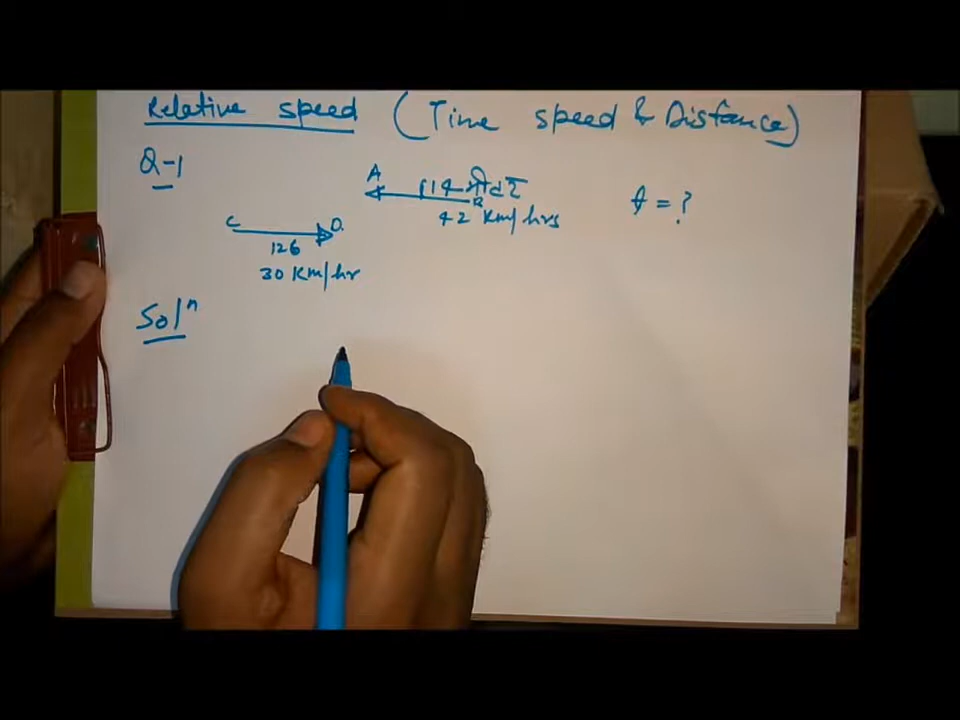 Relative speed (Time speed & Distance)
Q-1
A 114 मीटर B
42 km/hrs
t = ?
C D
126
30 Km/hr
Solⁿ